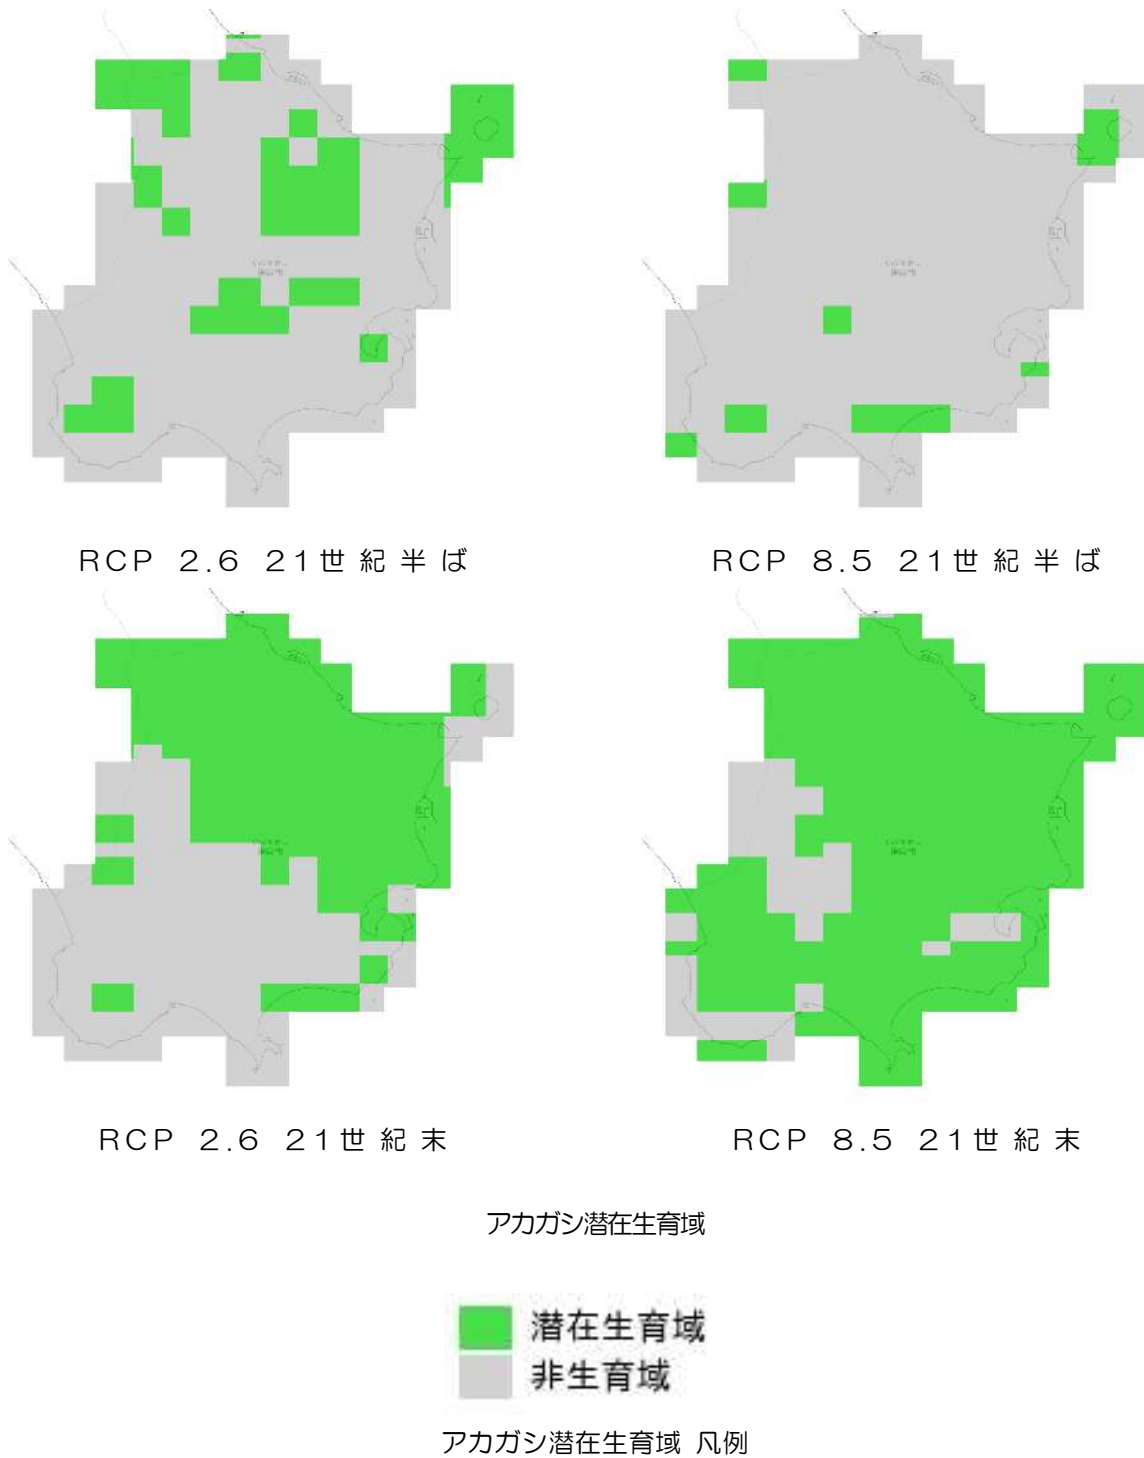 RCP 2.6 21世紀半ば
RCP 8.5 21世紀半ば
RCP 2.6 21世紀末
RCP 8.5 21世紀末
アカガシ潜在生育域
潜在生育域
非生育域
アカガシ潜在生育域 凡例